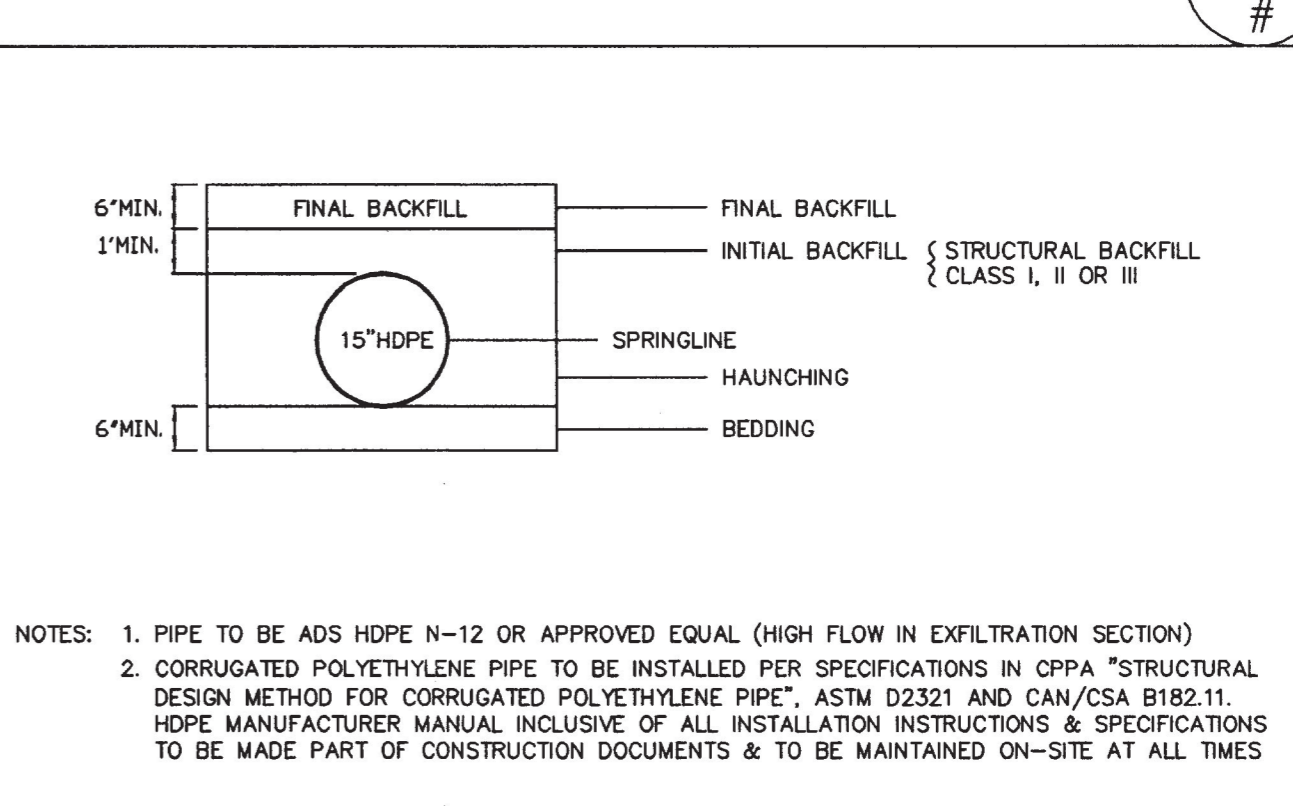 #
6"MIN.
FINAL BACKFILL
FINAL BACKFILL
1'MIN.
INITIAL BACKFILL { STRUCTURAL BACKFILL
CLASS I, II OR III
15"HDPE
SPRINGLINE
HAUNCHING
6"MIN.
BEDDING
NOTES: 1. PIPE TO BE ADS HDPE N-12 OR APPROVED EQUAL (HIGH FLOW IN EXFILTRATION SECTION)
2. CORRUGATED POLYETHYLENE PIPE TO BE INSTALLED PER SPECIFICATIONS IN CPPA "STRUCTURAL
DESIGN METHOD FOR CORRUGATED POLYETHYLENE PIPE", ASTM D2321 AND CAN/CSA B182.11.
HDPE MANUFACTURER MANUAL INCLUSIVE OF ALL INSTALLATION INSTRUCTIONS & SPECIFICATIONS
TO BE MADE PART OF CONSTRUCTION DOCUMENTS & TO BE MAINTAINED ON-SITE AT ALL TIMES